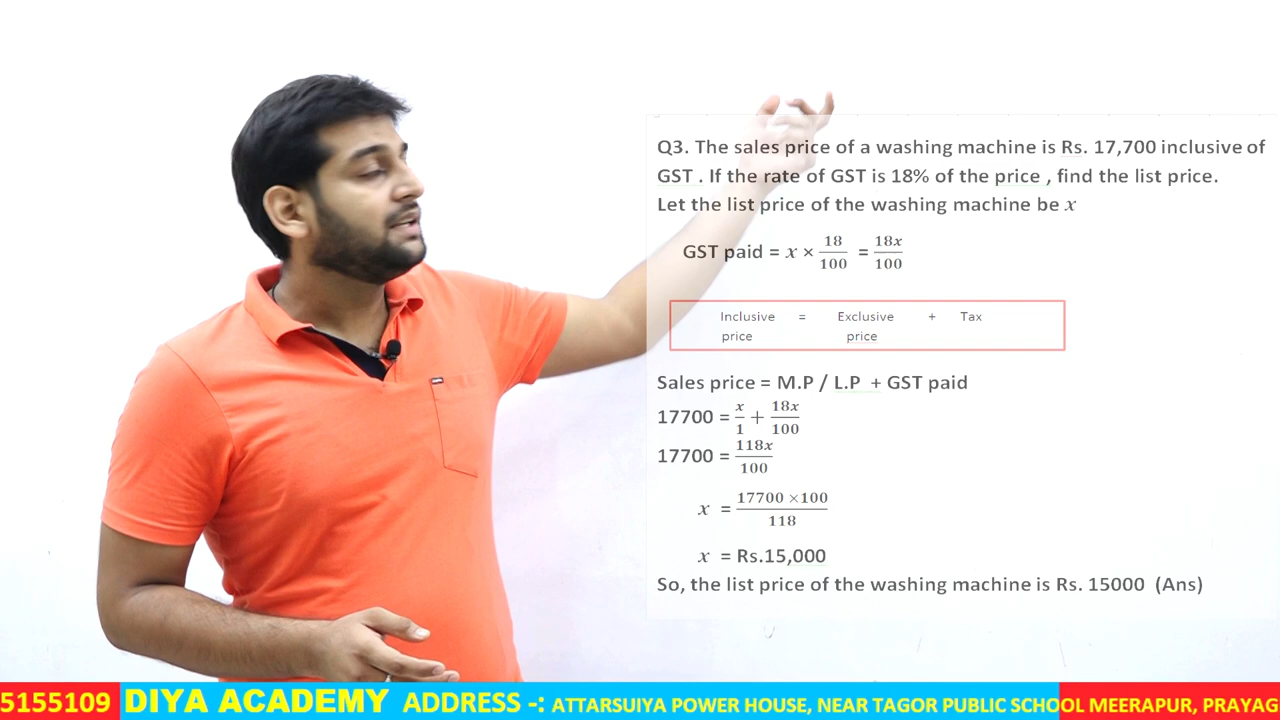 Q3. The sales price of a washing machine is Rs. 17,700 inclusive of
GST . If the rate of GST is 18% of the price , find the list price.
Let the list price of the washing machine be x
GST paid = x × 18/100 = 18x/100
Inclusive price = Exclusive price + Tax
Sales price = M.P / L.P + GST paid
17700 = x/1 + 18x/100
17700 = 118x/100
x = 17700 ×100/118
x = Rs.15,000
So, the list price of the washing machine is Rs. 15000 (Ans)
5155109 DIYA ACADEMY ADDRESS -: ATTARSUIYA POWER HOUSE, NEAR TAGOR PUBLIC SCHOOL MEERAPUR, PRAYAG